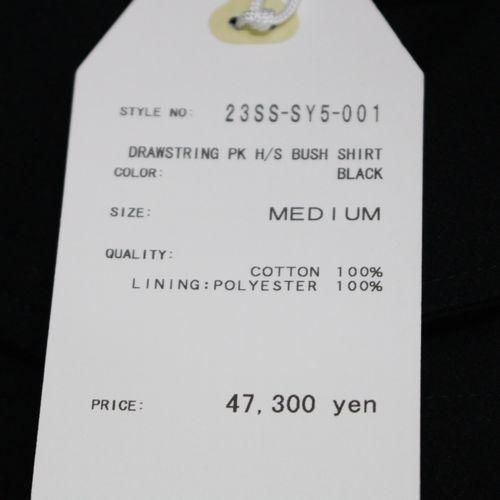 STYLE NO: 23SS-SY5-001
DRAWSTRING PK H/S BUSH SHIRT
COLOR: BLACK
SIZE: MEDIUM
QUALITY:
COTTON 100%
LINING:POLYESTER 100%
PRICE: 47,300 yen